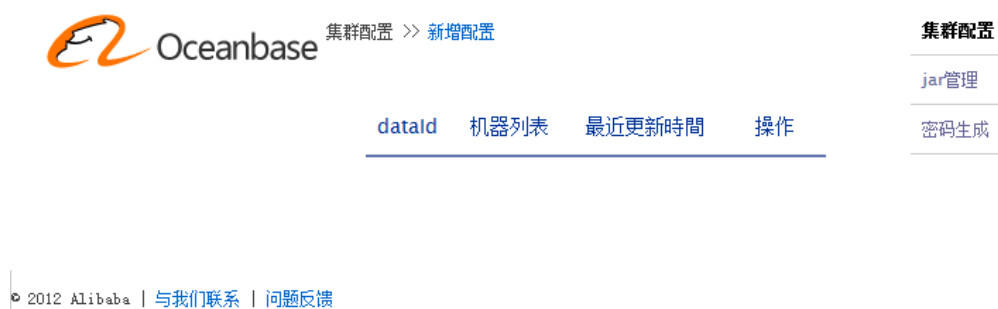 Oceanbase 集群配置 >> 新增配置
集群配置
jar管理
密码生成
dataId 机器列表 最近更新時間 操作
© 2012 Alibaba | 与我们联系 | 问题反馈